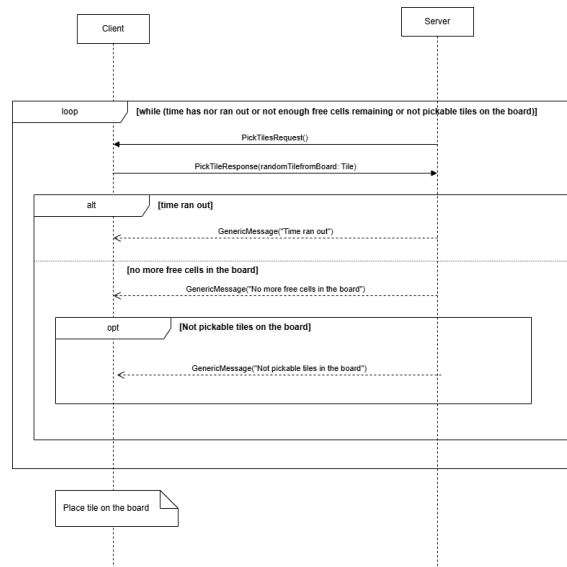 Client
Server
loop
[while (time has nor ran out or not enough free cells remaining or not pickable tiles on the board)]
PickTilesRequest()
PickTileResponse(randomTilefromBoard: Tile)
alt
[time ran out]
GenericMessage("Time ran out")
[no more free cells in the board]
GenericMessage("No more free cells in the board")
opt
[Not pickable tiles on the board]
GenericMessage("Not pickable tiles in the board")
Place tile on the board